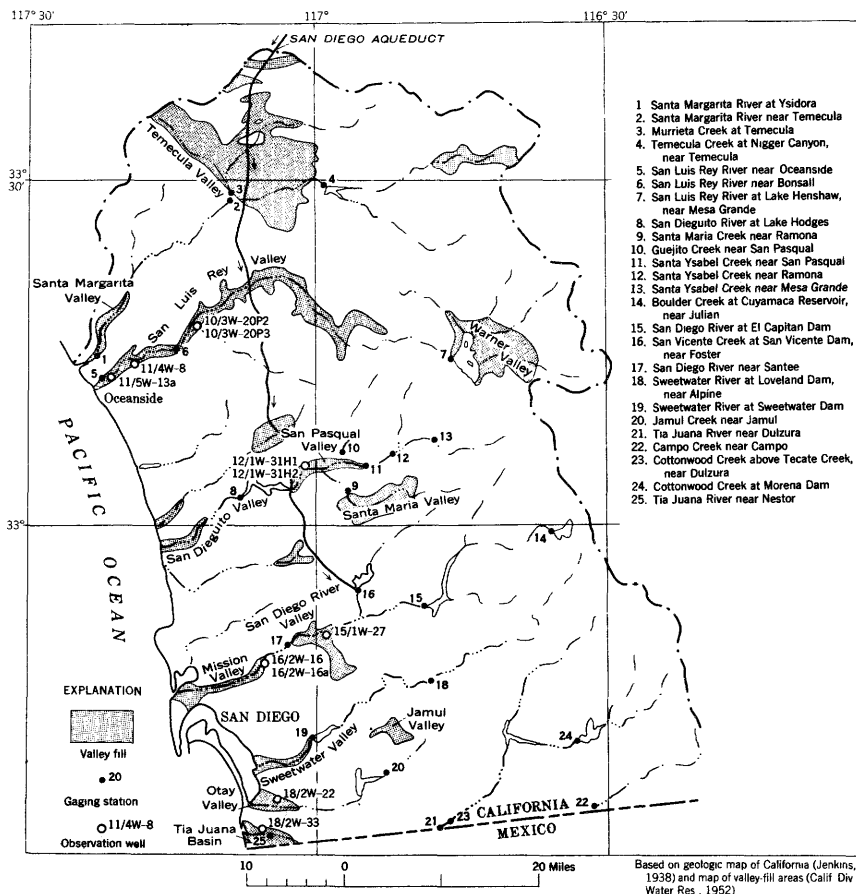 117° 30'
117°
116° 30'
SAN DIEGO AQUEDUCT
33°
30'
33°
Temecula Valley
3
2
4
Santa Margarita
Valley
San Luis Rey Valley
10/3W-20P2
10/3W-20P3
1
6
5
11/4W-8
11/5W-13a
Oceanside
7
Warner
Valley
PACIFIC OCEAN
San Pasqual
Valley
10
13
12
11
12/1W-31H1
12/1W-31H2
9
8
Santa Maria Valley
San Dieguito Valley
14
16
15
San Diego River
Valley
17
15/1W-27
Mission
Valley
16/2W-16
16/2W-16a
18
SAN DIEGO
Jamul
Valley
19
Sweetwater Valley
24
20
Otay
Valley
18/2W-22
Tia Juana
Basin
18/2W-33
25
21
23
22
CALIFORNIA
MEXICO
EXPLANATION
Valley fill
20
Gaging station
11/4W-8
Observation well
10 0 20 Miles
1 Santa Margarita River at Ysidora
2 Santa Margarita River near Temecula
3 Murrieta Creek at Temecula
4 Temecula Creek at Nigger Canyon,
near Temecula
5 San Luis Rey River near Oceanside
6 San Luis Rey River near Bonsall
7 San Luis Rey River at Lake Henshaw,
near Mesa Grande
8 San Dieguito River at Lake Hodges
9 Santa Maria Creek near Ramona
10 Guejito Creek near San Pasqual
11 Santa Ysabel Creek near San Pasqual
12 Santa Ysabel Creek near Ramona
13 Santa Ysabel Creek near Mesa Grande
14 Boulder Creek at Cuyamaca Reservoir,
near Julian
15 San Diego River at El Capitan Dam
16 San Vicente Creek at San Vicente Dam,
near Foster
17 San Diego River near Santee
18 Sweetwater River at Loveland Dam,
near Alpine
19 Sweetwater River at Sweetwater Dam
20 Jamul Creek near Jamul
21 Tia Juana River near Dulzura
22 Campo Creek near Campo
23 Cottonwood Creek above Tecate Creek,
near Dulzura
24 Cottonwood Creek at Morena Dam
25 Tia Juana River near Nestor
Based on geologic map of California (Jenkins,
1938) and map of valley-fill areas (Calif Div
Water Res, 1952)